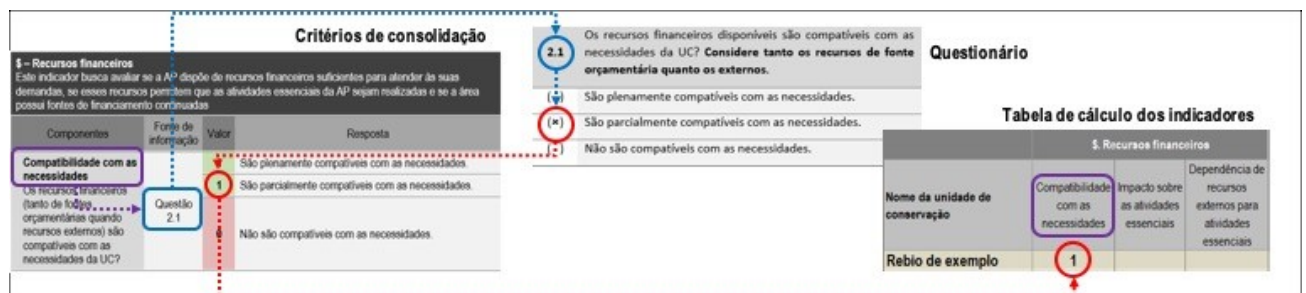 Critérios de consolidação
$ – Recursos financeiros
Este indicador busca avaliar se a AP dispõe de recursos financeiros suficientes para atender às suas
demandas, se esses recursos permitem que as atividades essenciais da AP sejam realizadas e se a área
possui fontes de financiamento continuadas
Componentes
Fonte de
informação
Valor
Resposta
Compatibilidade com as
necessidades
Os recursos financeiros
(tanto de fontes
orçamentárias quando
recursos externos) são
compatíveis com as
necessidades da UC?
Questão
2.1
São plenamente compatíveis com as necessidades.
1
São parcialmente compatíveis com as necessidades.
Não são compatíveis com as necessidades.
Questionário
2.1
Os recursos financeiros disponíveis são compatíveis com as
necessidades da UC? Considere tanto os recursos de fonte
orçamentária quanto os externos.
São plenamente compatíveis com as necessidades.
(×) São parcialmente compatíveis com as necessidades.
( ) Não são compatíveis com as necessidades.
Tabela de cálculo dos indicadores
$. Recursos financeiros
Nome da unidade de
conservação
Compatibilidade
com as
necessidades
Impacto sobre
as atividades
essenciais
Dependência de
recursos
externos para
atividades
essenciais
Rebio de exemplo
1